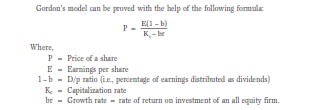 Gordon's model can be proved with the help of the following formula:
P = E(1 – b) / Kₑ – br
Where,
P = Price of a share
E = Earnings per share
1 – b = D/p ratio (i.e., percentage of earnings distributed as dividends)
Kₑ = Capitalization rate
br = Growth rate = rate of return on investment of an all equity firm.